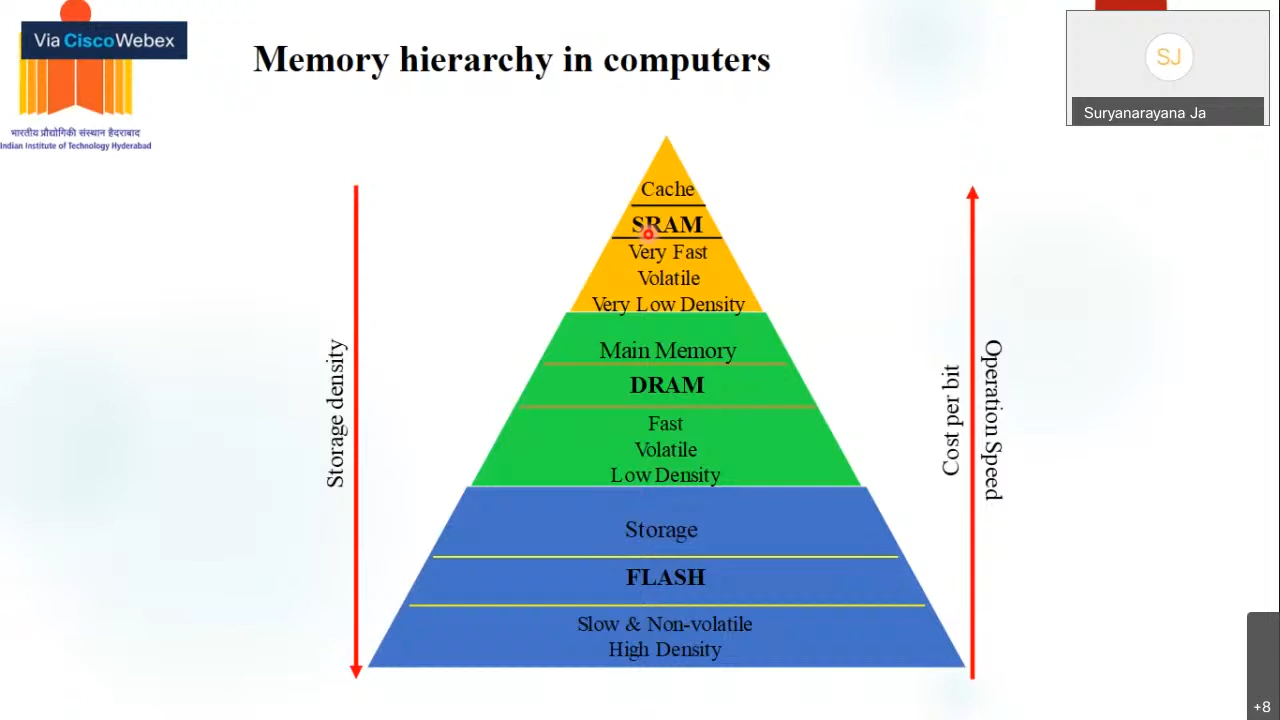 Via CiscoWebex
भारतीय प्रौद्योगिकी संस्थान हैदराबाद
Indian Institute of Technology Hyderabad
Memory hierarchy in computers
SJ
Suryanarayana Ja
Cache
SRAM
Very Fast
Volatile
Very Low Density
Main Memory
DRAM
Fast
Volatile
Low Density
Storage
FLASH
Slow & Non-volatile
High Density
Storage density
Cost per bit
Operation Speed
+8